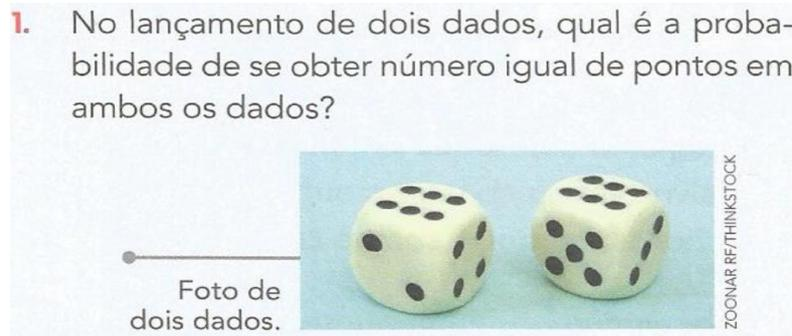 1. No lançamento de dois dados, qual é a proba-
bilidade de se obter número igual de pontos em
ambos os dados?
Foto de
dois dados.
ZOONAR RF/THINKSTOCK